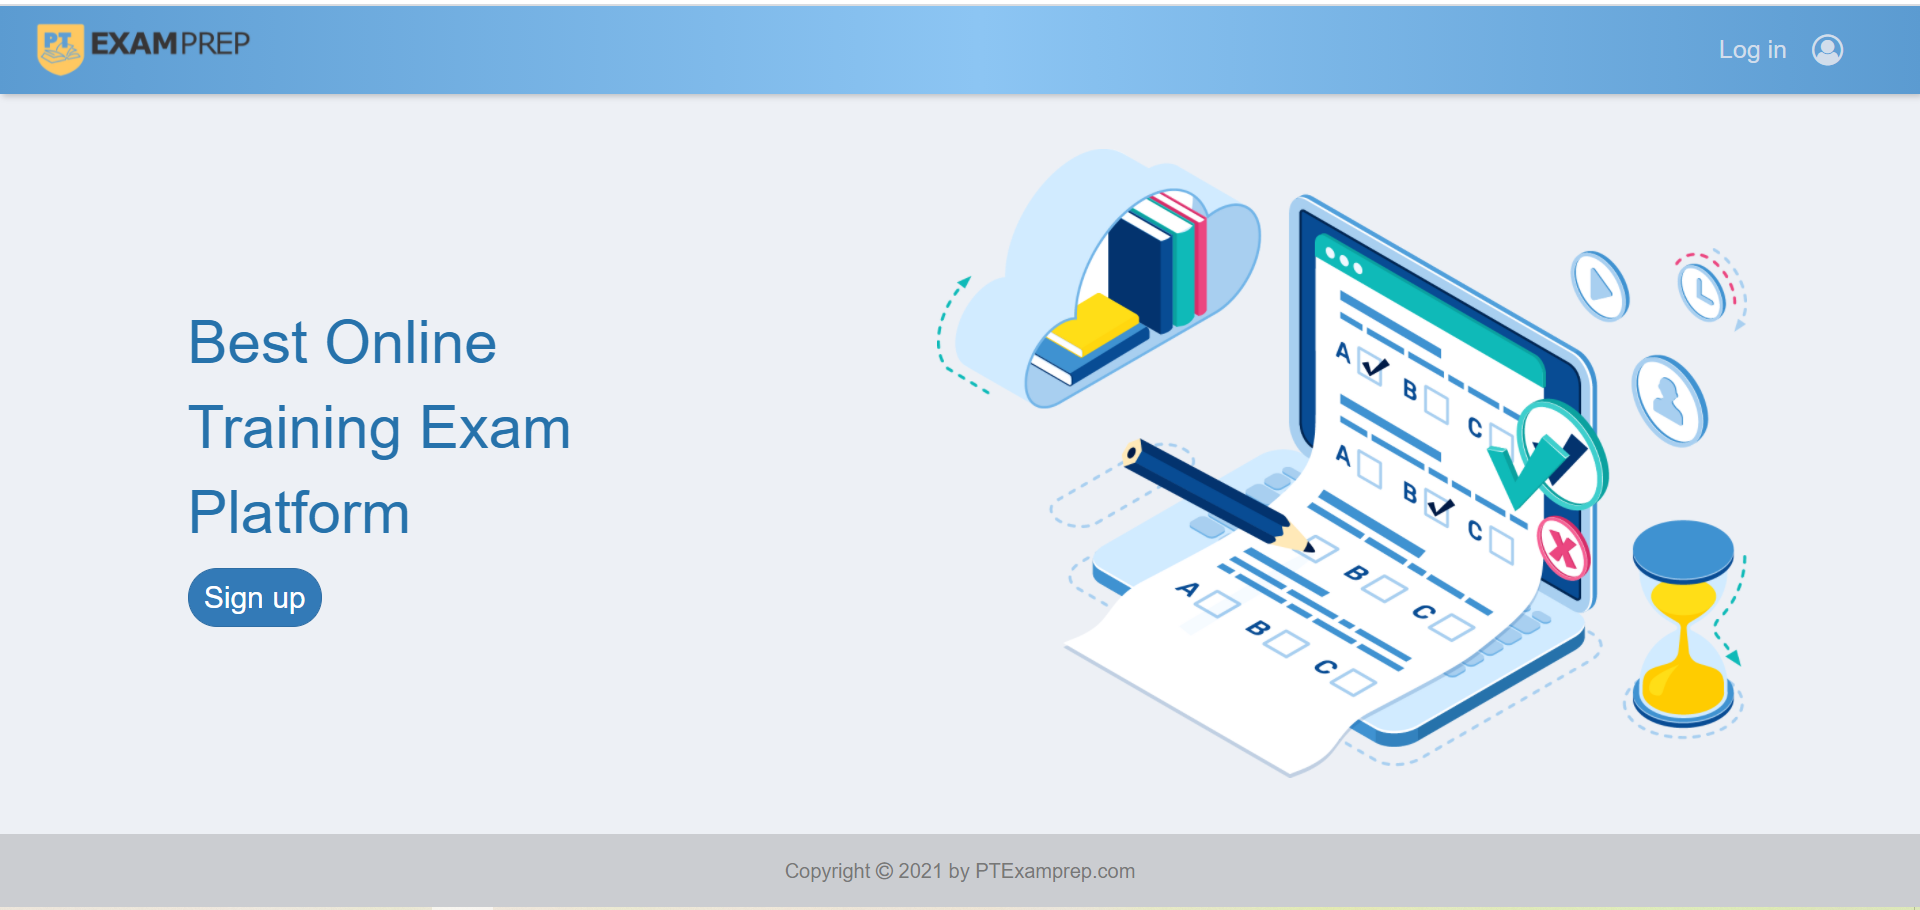 PT EXAMPREP
Log in
Best Online
Training Exam
Platform
Sign up
A B C
A B C
B C
A B C
Copyright © 2021 by PTExamprep.com